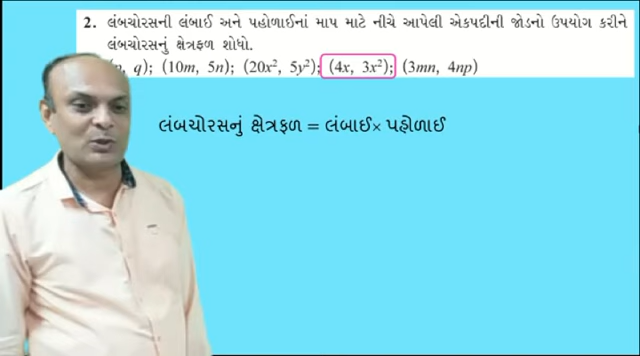 2. લંબચોરસની લંબાઈ અને પહોળાઈનાં માપ માટે નીચે આપેલી એકપદીની જોડનો ઉપયોગ કરીને
લંબચોરસનું ક્ષેત્રફળ શોધો.
q); (10m, 5n); (20x², 5y²); (4x, 3x²); (3mn, 4np)
લંબચોરસનું ક્ષેત્રફળ = લંબાઈ× પહોળાઈ